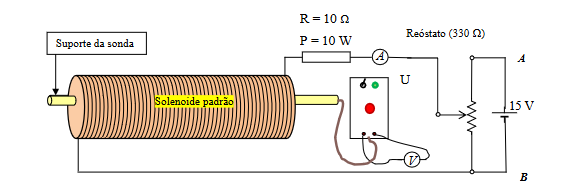 R = 10 Ω
P = 10 W
Reóstato (330 Ω)
Suporte da sonda
A
A
U
Solenoide padrão
15 V
V
B